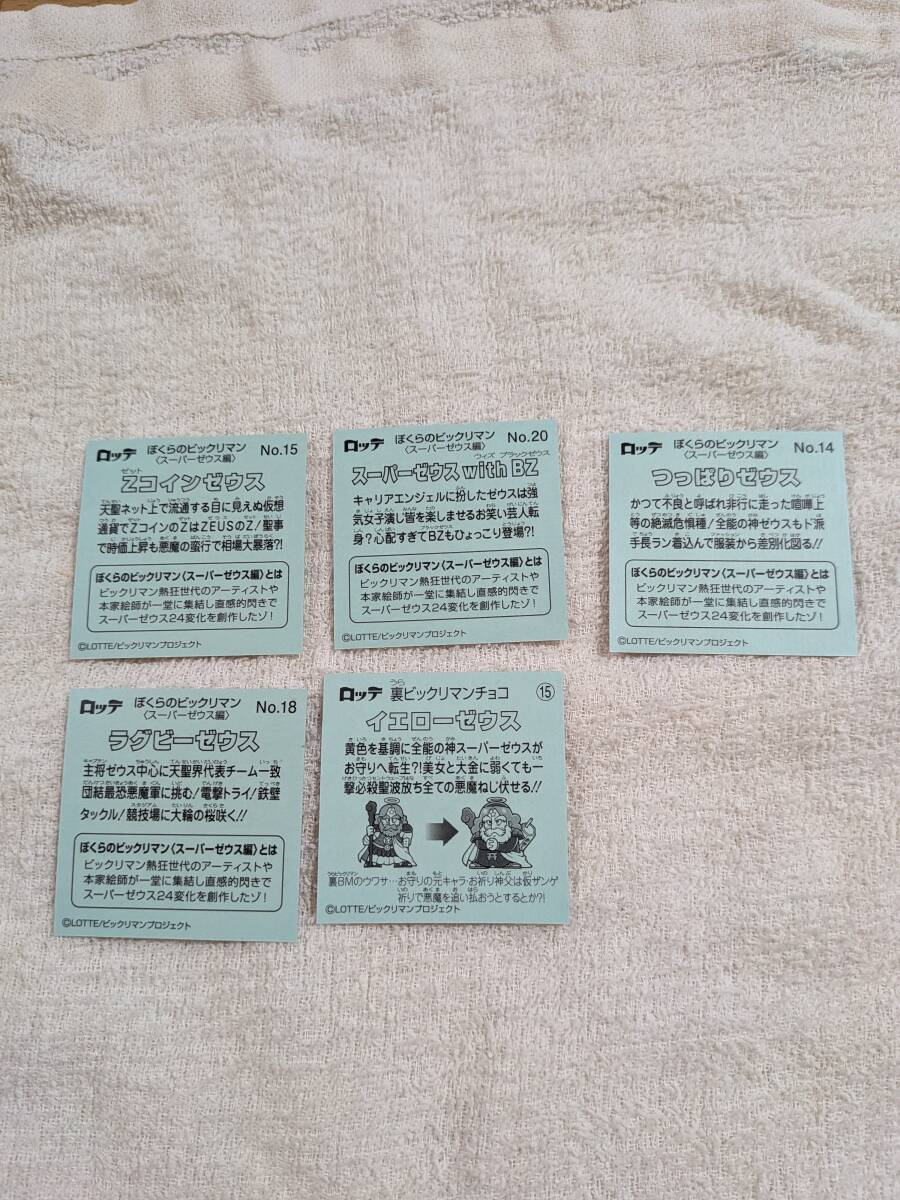 ロッテ ぼくらのビックリマン No.15
〈スーパーゼウス編〉
ゼット
Zコインゼウス
天聖ネット上で流通する目に見えぬ仮想
通貨でZコインのZはZEUSのZ!聖事
で時価上昇も悪魔の蛮行で相場大暴落?!
ぼくらのビックリマン〈スーパーゼウス編〉とは
ビックリマン熱狂世代のアーティストや
本家絵師が一堂に集結し直感的閃きで
スーパーゼウス24変化を創作したゾ!
©LOTTE/ビックリマンプロジェクト
ロッテ ぼくらのビックリマン No.20
〈スーパーゼウス編〉
ウィズ ブラックゼウス
スーパーゼウス with BZ
キャリアエンジェルに扮したゼウスは強
気女子演じ皆を楽しませるお笑い芸人転
身?心配すぎてBZもひょっこり登場?!
ぼくらのビックリマン〈スーパーゼウス編〉とは
ビックリマン熱狂世代のアーティストや
本家絵師が一堂に集結し直感的閃きで
スーパーゼウス24変化を創作したゾ!
©LOTTE/ビックリマンプロジェクト
ロッテ ぼくらのビックリマン No.14
〈スーパーゼウス編〉
つっぱりゼウス
かつて不良と呼ばれ非行に走った喧嘩上
等の絶滅危惧種/全能の神ゼウスもド派
手長ラン着込んで服装から差別化図る!!
ぼくらのビックリマン〈スーパーゼウス編〉とは
ビックリマン熱狂世代のアーティストや
本家絵師が一堂に集結し直感的閃きで
スーパーゼウス24変化を創作したゾ!
©LOTTE/ビックリマンプロジェクト
ロッテ ぼくらのビックリマン No.18
〈スーパーゼウス編〉
ラグビーゼウス
主将ゼウス中心に天聖界代表チーム一致
団結最恐悪魔軍に挑む!電撃トライ!鉄壁
タックル!競技場に大輪の桜咲く!!
ぼくらのビックリマン〈スーパーゼウス編〉とは
ビックリマン熱狂世代のアーティストや
本家絵師が一堂に集結し直感的閃きで
スーパーゼウス24変化を創作したゾ!
©LOTTE/ビックリマンプロジェクト
うら
ロッテ 裏ビックリマンチョコ ⑮
イエローゼウス
黄色を基調に全能の神スーパーゼウスが
お守りへ転生?!美女と大金に弱くても一
撃必殺聖波放ち全ての悪魔ねじ伏せる!!
裏BMのウワサ…お守りの元キャラ・お祈り神父は仮ザンゲ
祈りで悪魔を追い払おうとするとか?!
©LOTTE/ビックリマンプロジェクト